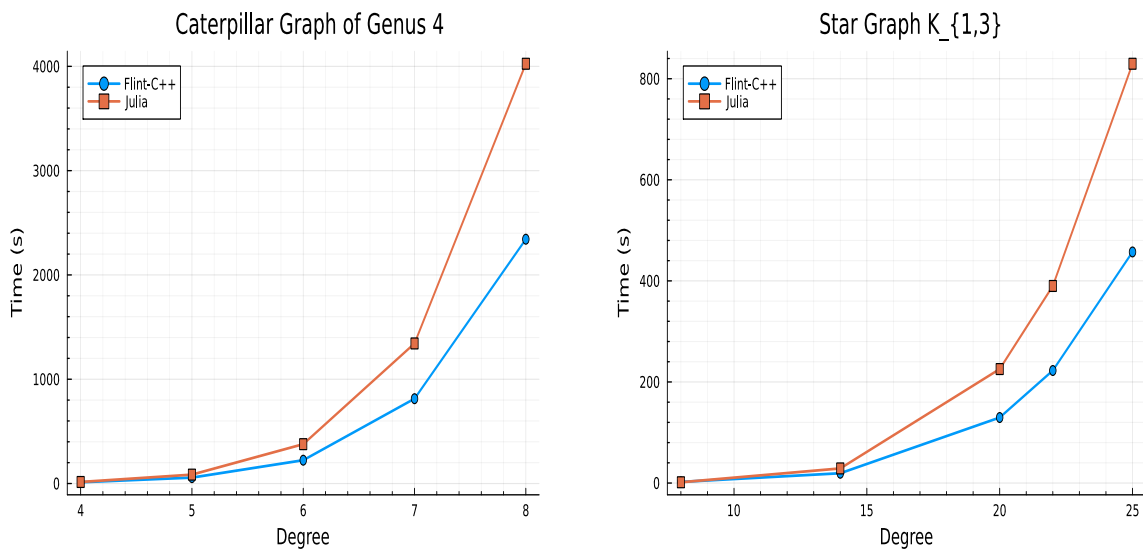 Caterpillar Graph of Genus 4
Flint-C++
Julia
Time (s)
4000
3000
2000
1000
0
4 5 6 7 8
Degree
Star Graph K_{1,3}
Flint-C++
Julia
Time (s)
800
600
400
200
0
10 15 20 25
Degree